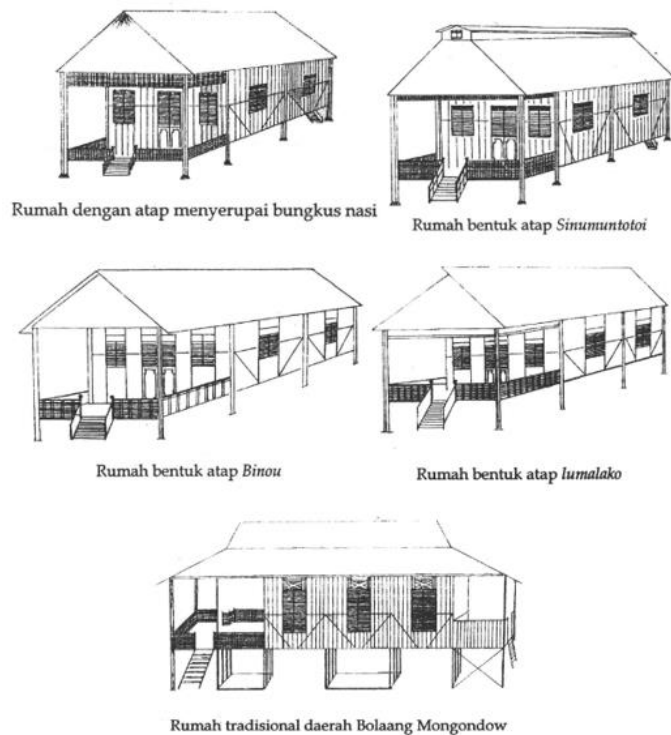 Rumah dengan atap menyerupai bungkus nasi
Rumah bentuk atap Sinumuntotoi
Rumah bentuk atap Binou
Rumah bentuk atap lumalako
Rumah tradisional daerah Bolaang Mongondow